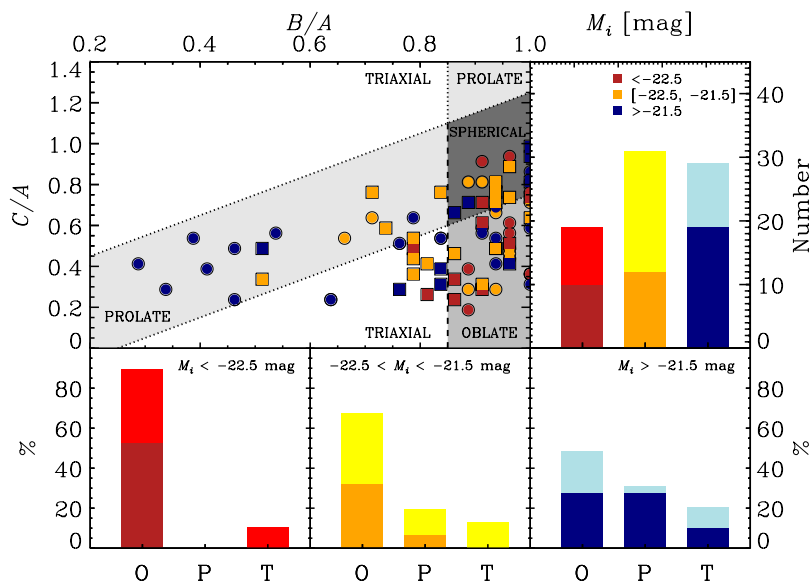 B/A M_i [mag]
0.2 0.4 0.6 0.8 1.0
1.4 1.2 1.0 0.8 0.6 0.4 0.2 0
C/A
TRIAXIAL PROLATE
SPHERICAL
PROLATE TRIAXIAL OBLATE
<-22.5
[-22.5, -21.5]
>-21.5
40 30 20 10 0
Number
M_i < -22.5 mag
-22.5 < M_i < -21.5 mag
M_i > -21.5 mag
80 60 40 20 0
%
80 60 40 20 0
%
O P T O P T O P T